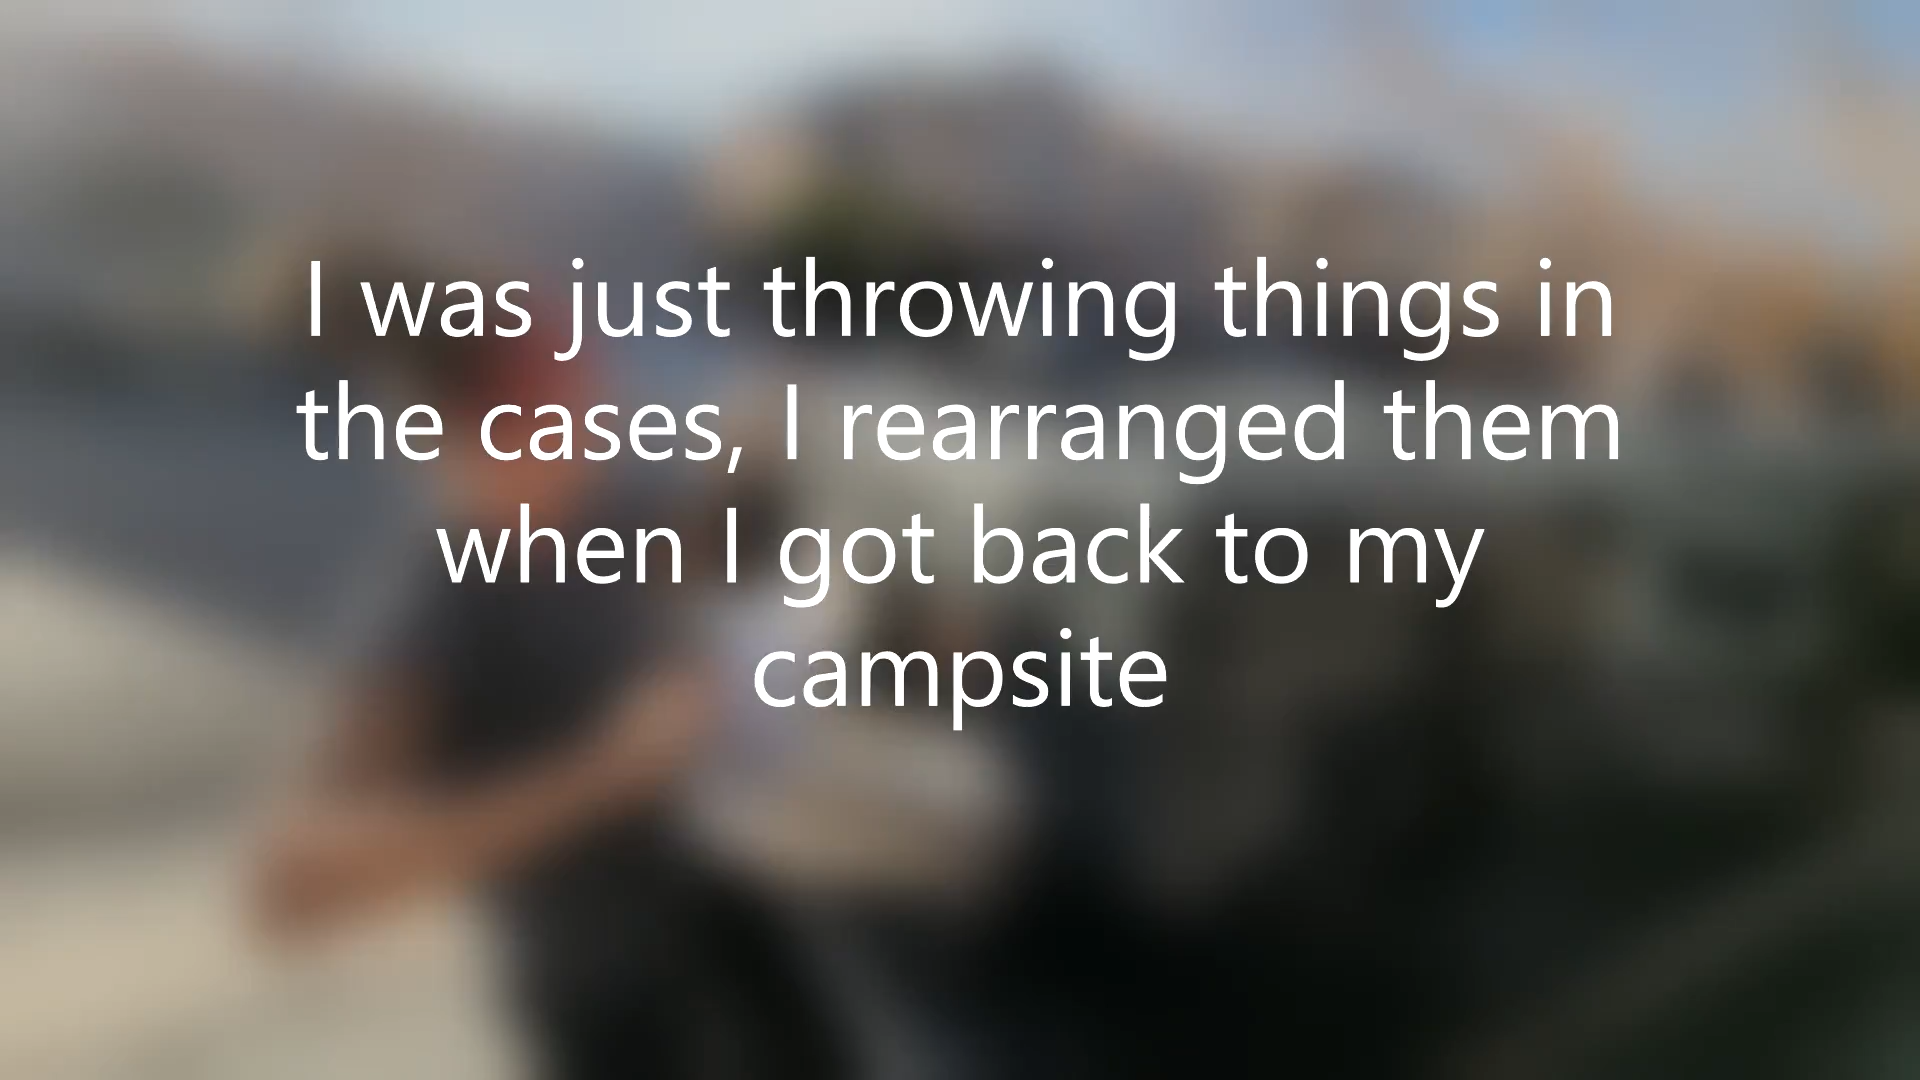 I was just throwing things in
the cases, I rearranged them
when I got back to my
campsite